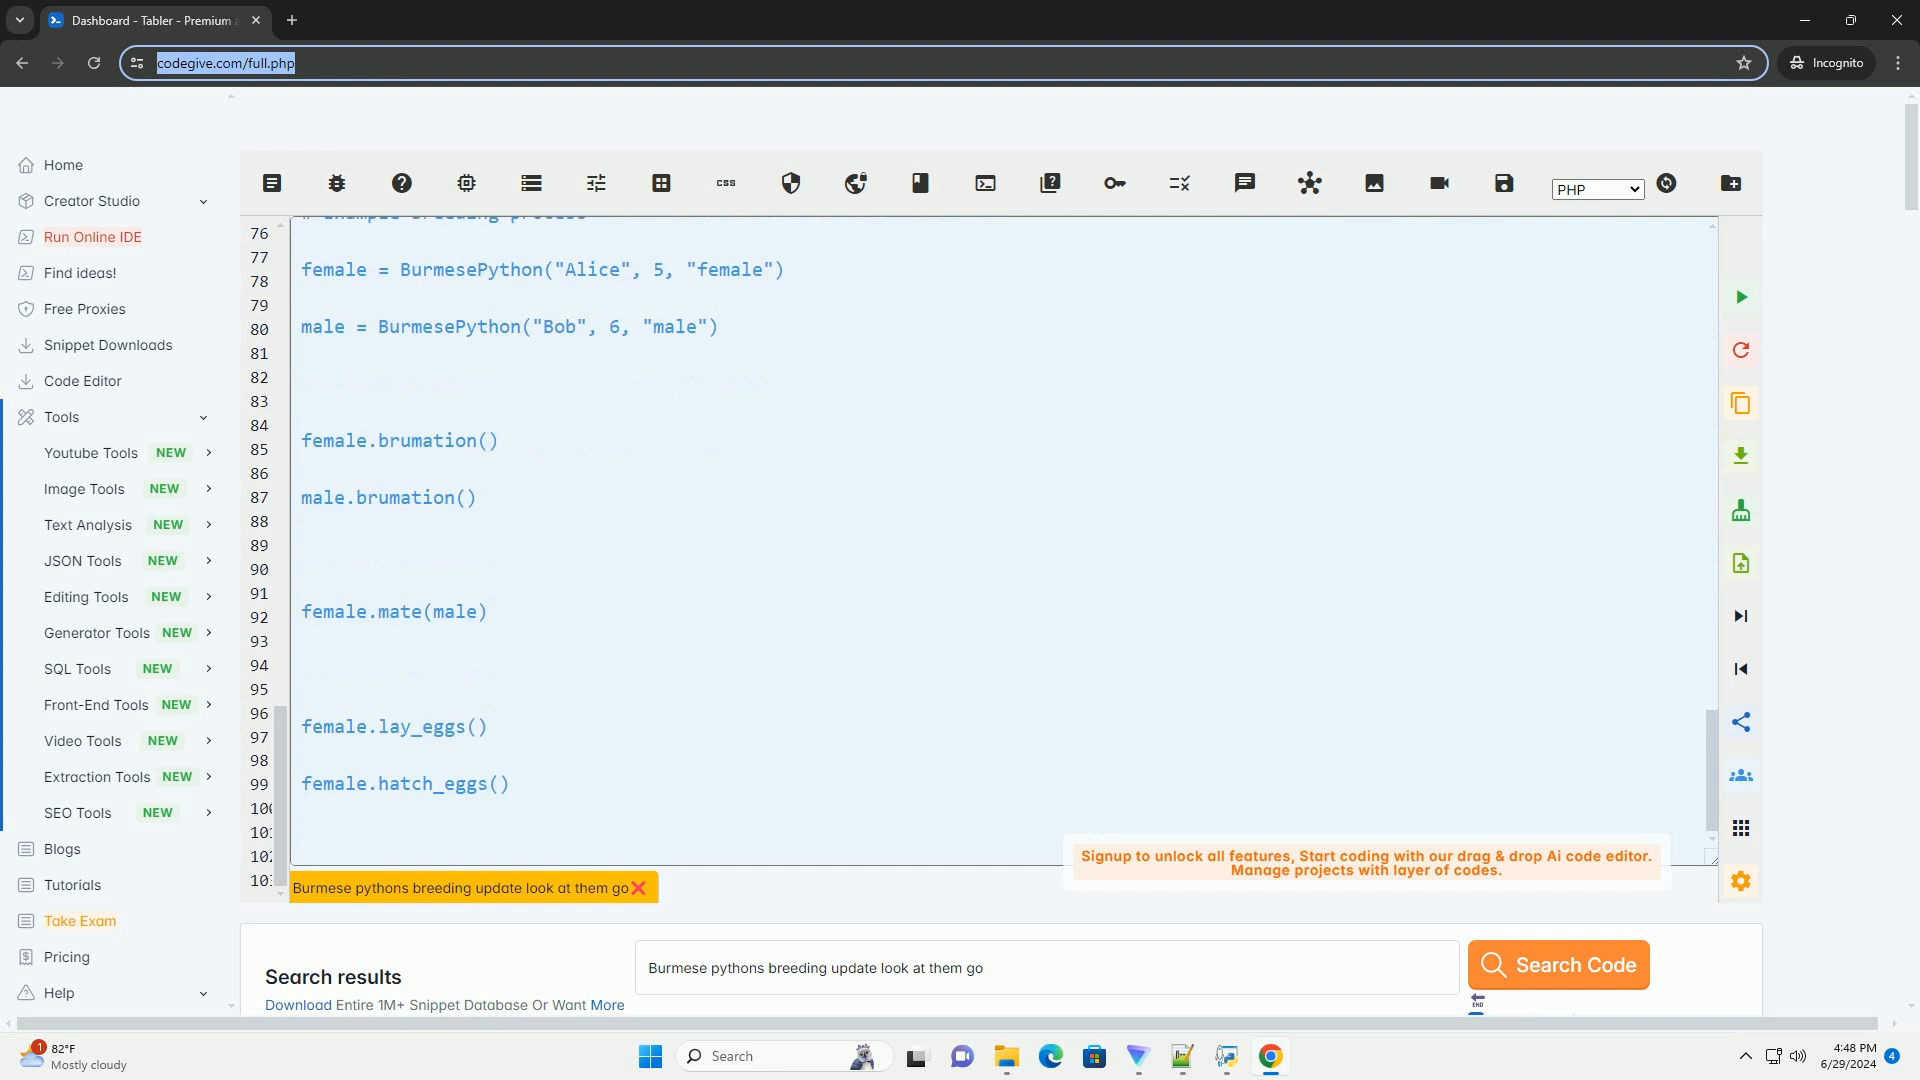 Dashboard - Tabler - Premium
codegive.com/full.php
Incognito
Home
Creator Studio
Run Online IDE
Find ideas!
Free Proxies
Snippet Downloads
Code Editor
Tools
Youtube Tools NEW
Image Tools NEW
Text Analysis NEW
JSON Tools NEW
Editing Tools NEW
Generator Tools NEW
SQL Tools NEW
Front-End Tools NEW
Video Tools NEW
Extraction Tools NEW
SEO Tools NEW
Blogs
Tutorials
Take Exam
Pricing
Help
css
PHP
76
77
78
79
80
81
82
83
84
85
86
87
88
89
90
91
92
93
94
95
96
97
98
99
# Example breeding process
female = BurmesePython("Alice", 5, "female")
male = BurmesePython("Bob", 6, "male")
female.brumation()
male.brumation()
female.mate(male)
female.lay_eggs()
female.hatch_eggs()
Signup to unlock all features, Start coding with our drag & drop Ai code editor.
Manage projects with layer of codes.
Burmese pythons breeding update look at them go
Search results
Download Entire 1M+ Snippet Database Or Want More
Burmese pythons breeding update look at them go
Search Code
END
1
82°F
Mostly cloudy
Search
4:48 PM
6/29/2024
4